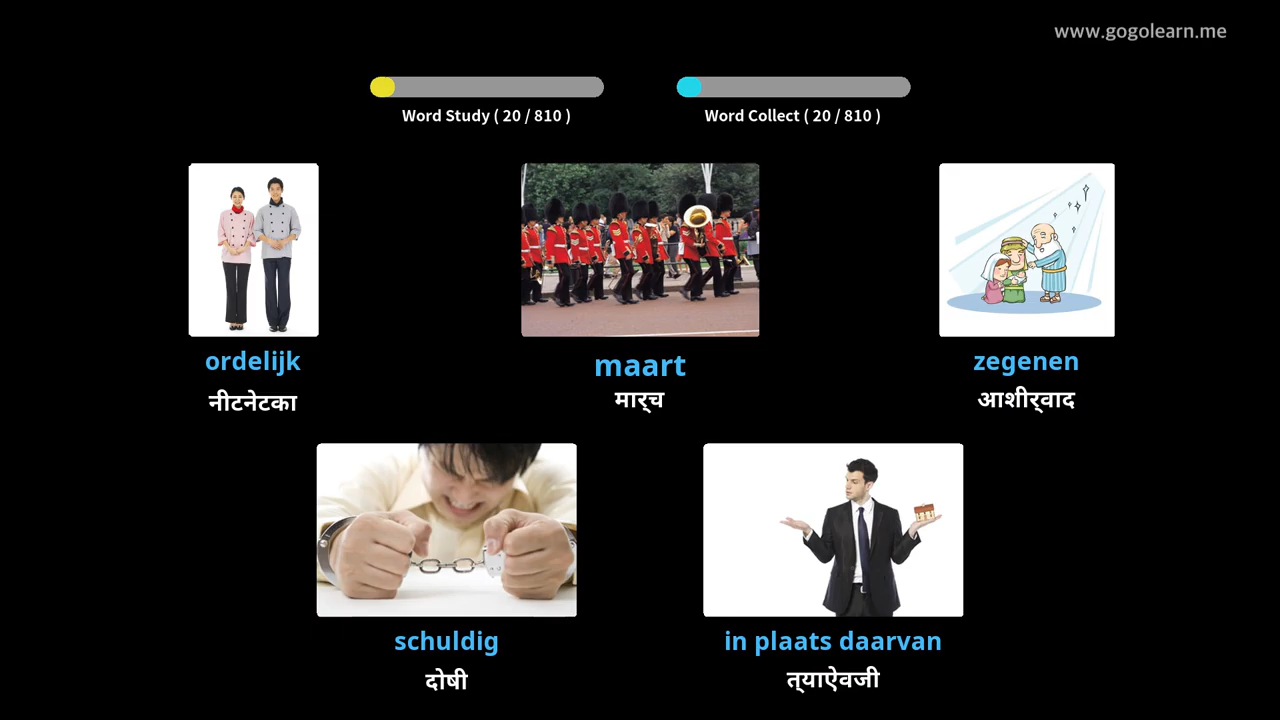 www.gogolearn.me
Word Study ( 20 / 810 )
Word Collect ( 20 / 810 )
ordelijk
नीटनेटका
maart
मार्च
zegenen
आशीर्वाद
schuldig
दोषी
in plaats daarvan
त्याऐवजी